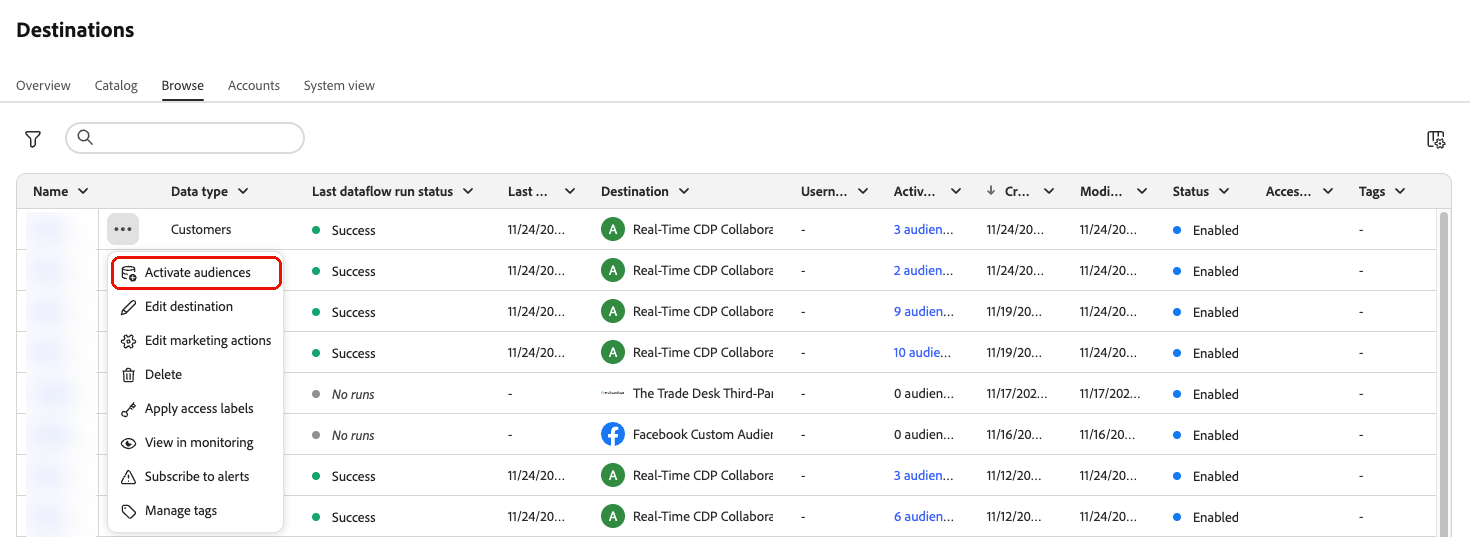 Destinations
Overview Catalog Browse Accounts System view
Name Data type Last dataflow run status Last ... Destination Usern... Activ... Cr... Modi... Status Acces... Tags
... Customers Success 11/24/20... A Real-Time CDP Collabora - 3 audien... 11/24/20... 11/24/20... Enabled -
Activate audiences Success 11/24/20... A Real-Time CDP Collabora - 2 audien... 11/24/20... 11/24/20... Enabled -
Edit destination Success 11/24/20... A Real-Time CDP Collabora - 9 audien... 11/19/20... 11/24/20... Enabled -
Edit marketing actions Success 11/24/20... A Real-Time CDP Collabora - 10 audie... 11/19/20... 11/24/20... Enabled -
Delete No runs - The Trade Desk Third-Par - 0 audien... 11/17/202... 11/17/202... Enabled -
Apply access labels
View in monitoring No runs - Facebook Custom Audien - 0 audien... 11/16/20... 11/16/20... Enabled -
Subscribe to alerts Success 11/24/20... A Real-Time CDP Collabora - 3 audien... 11/12/20... 11/24/20... Enabled -
Manage tags Success 11/24/20... A Real-Time CDP Collabora - 6 audien... 11/12/20... 11/24/20... Enabled -